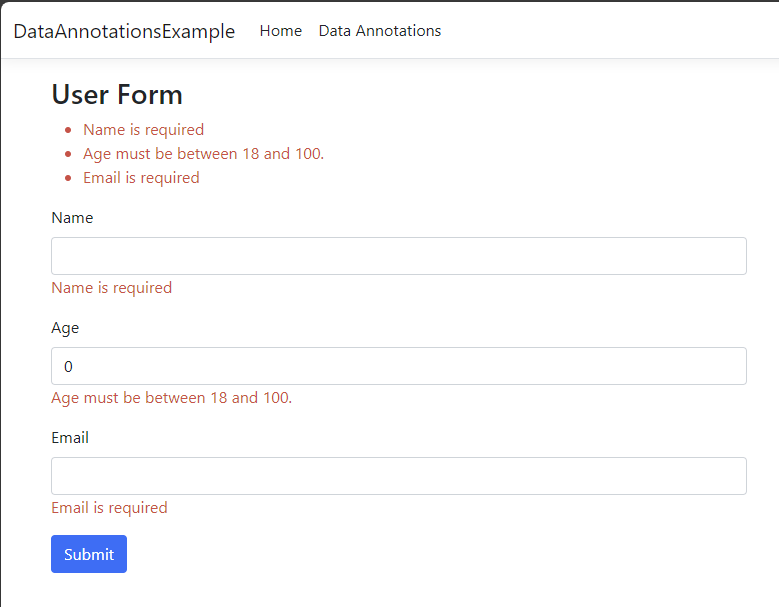 DataAnnotationsExample Home Data Annotations
User Form
Name is required
Age must be between 18 and 100.
Email is required
Name
Name is required
Age
0
Age must be between 18 and 100.
Email
Email is required
Submit